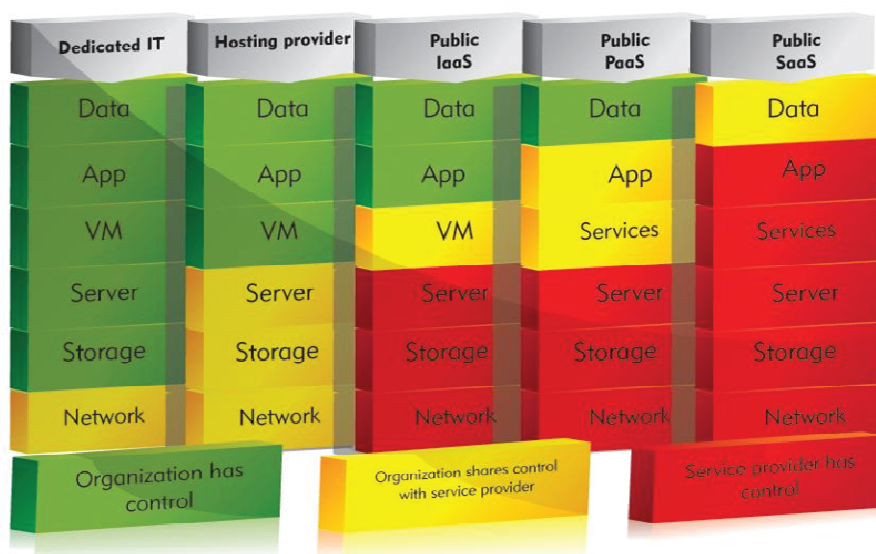 Dedicated IT
Hosting provider
Public
IaaS
Public
PaaS
Public
SaaS
Data
Data
Data
Data
Data
App
App
App
App
App
VM
VM
VM
Services
Services
Server
Server
Server
Server
Server
Storage
Storage
Storage
Storage
Storage
Network
Network
Network
Network
Network
Organization has
control
Organization shares control
with service provider
Service provider has
control